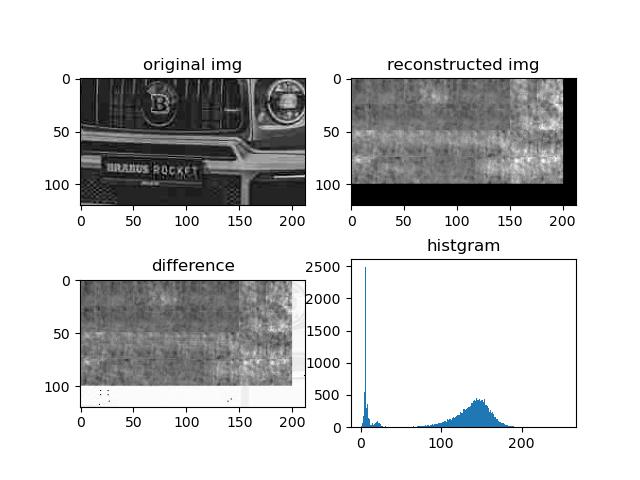 original img
0
50
100
0 50 100 150 200
B
BRABUS ROCKET
reconstructed img
0
50
100
0 50 100 150 200
difference
0
50
100
0 50 100 150 200
histgram
2500
2000
1500
1000
500
0
0 100 200